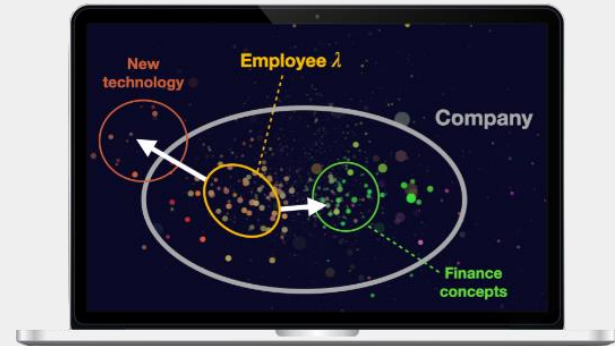 New
technology
Employee λ
Company
Finance
concepts